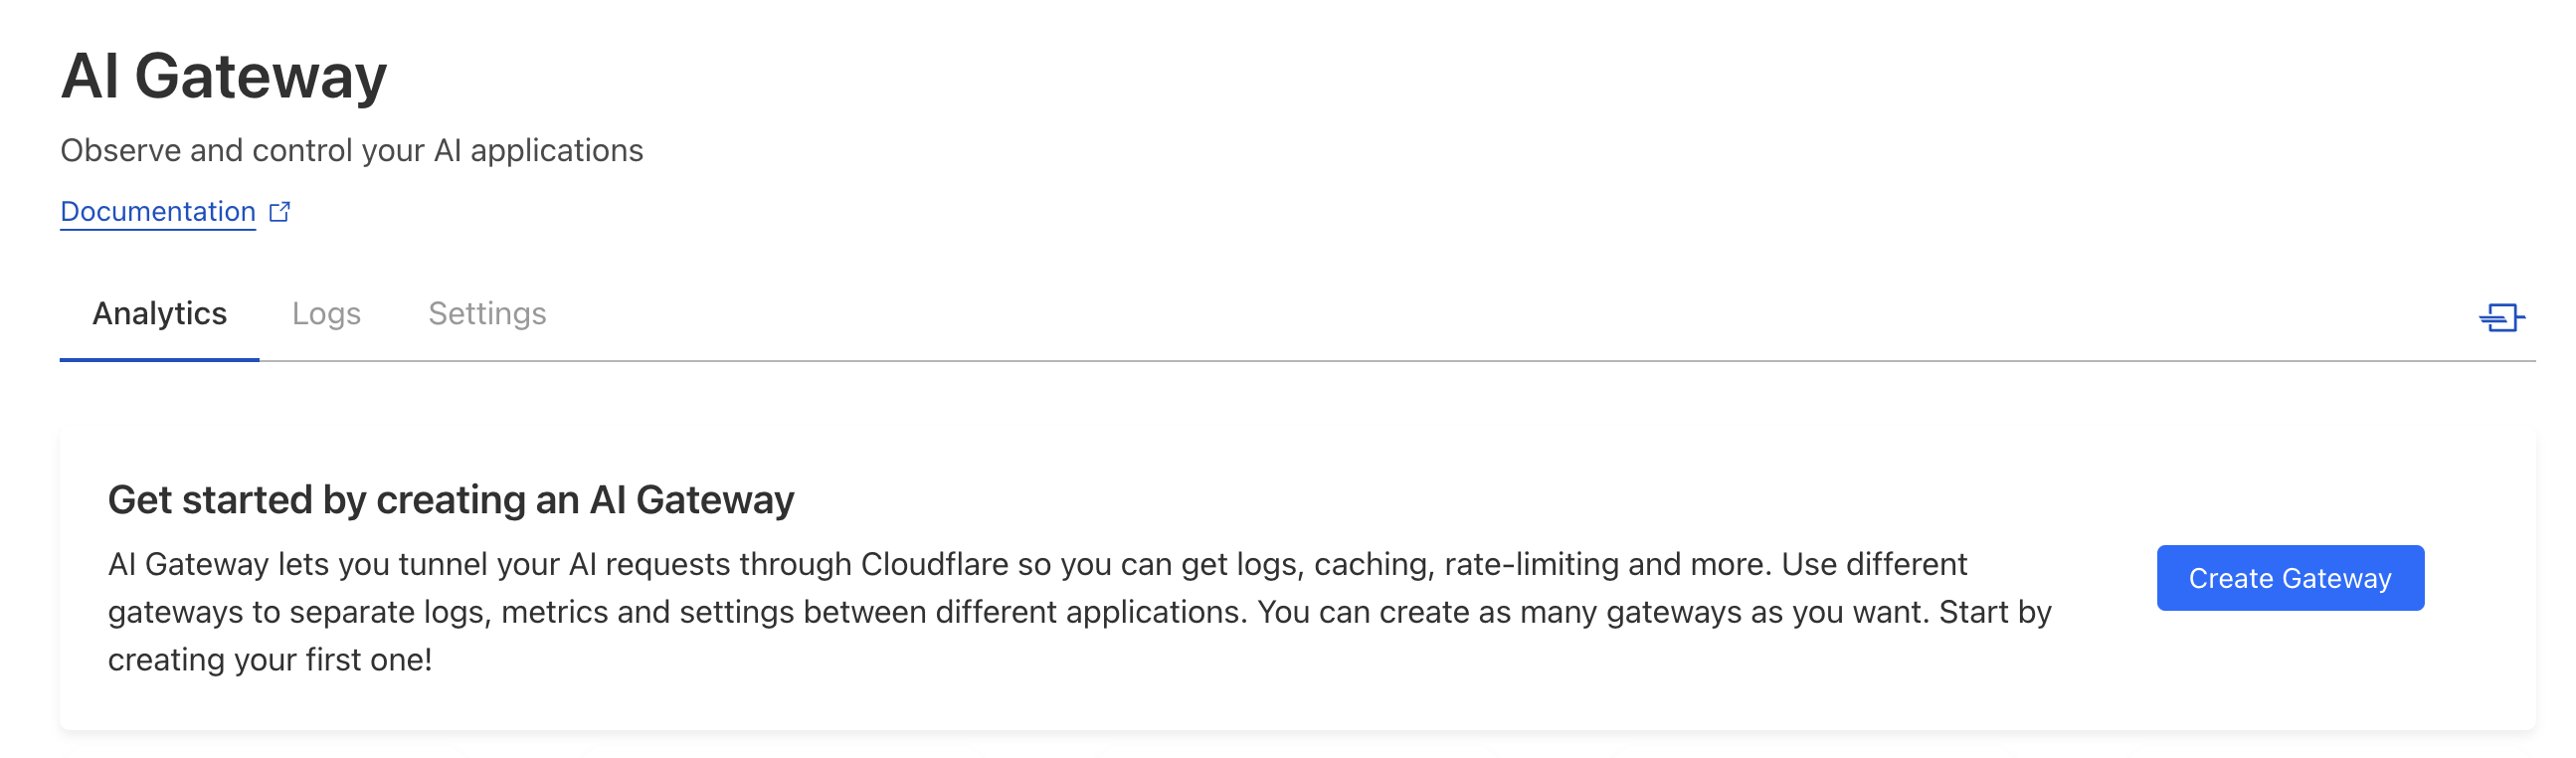 AI Gateway
Observe and control your AI applications
Documentation
Analytics Logs Settings
Get started by creating an AI Gateway
AI Gateway lets you tunnel your AI requests through Cloudflare so you can get logs, caching, rate-limiting and more. Use different
gateways to separate logs, metrics and settings between different applications. You can create as many gateways as you want. Start by
creating your first one!
Create Gateway